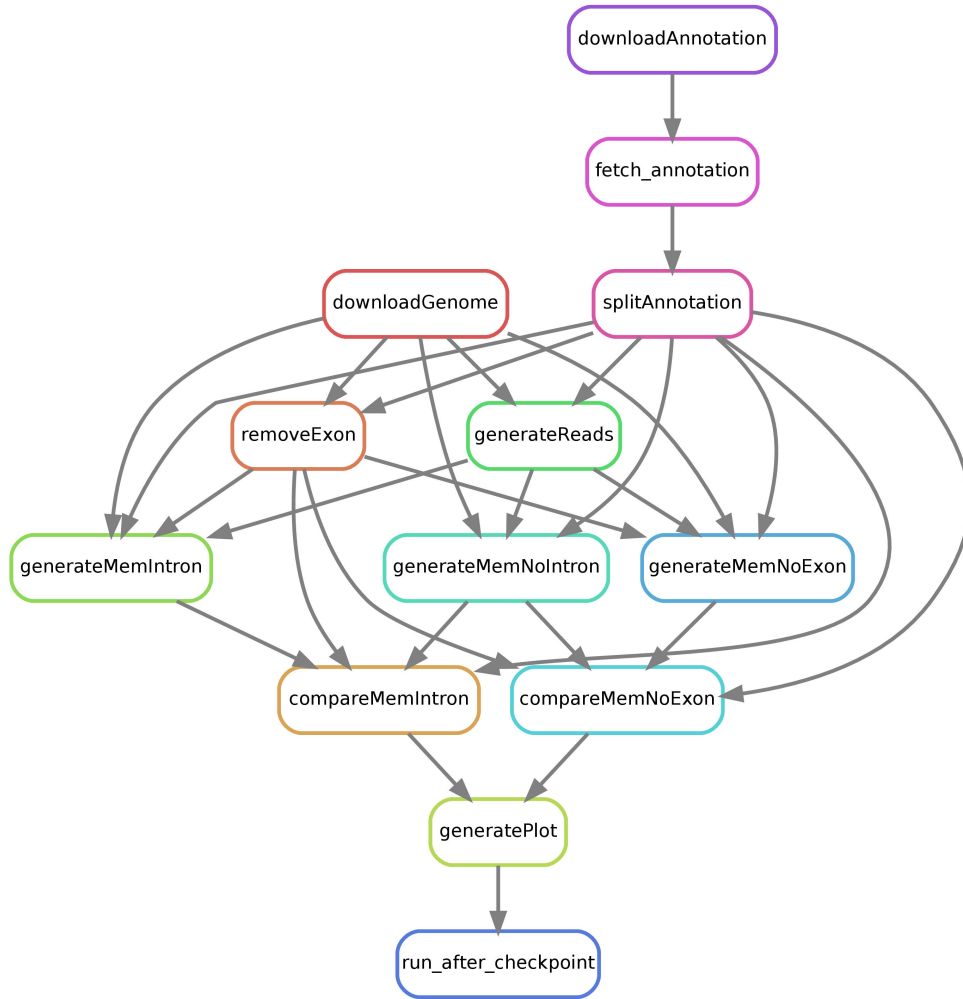 downloadAnnotation
fetch_annotation
downloadGenome
splitAnnotation
removeExon
generateReads
generateMemIntron
generateMemNoIntron
generateMemNoExon
compareMemIntron
compareMemNoExon
generatePlot
run_after_checkpoint